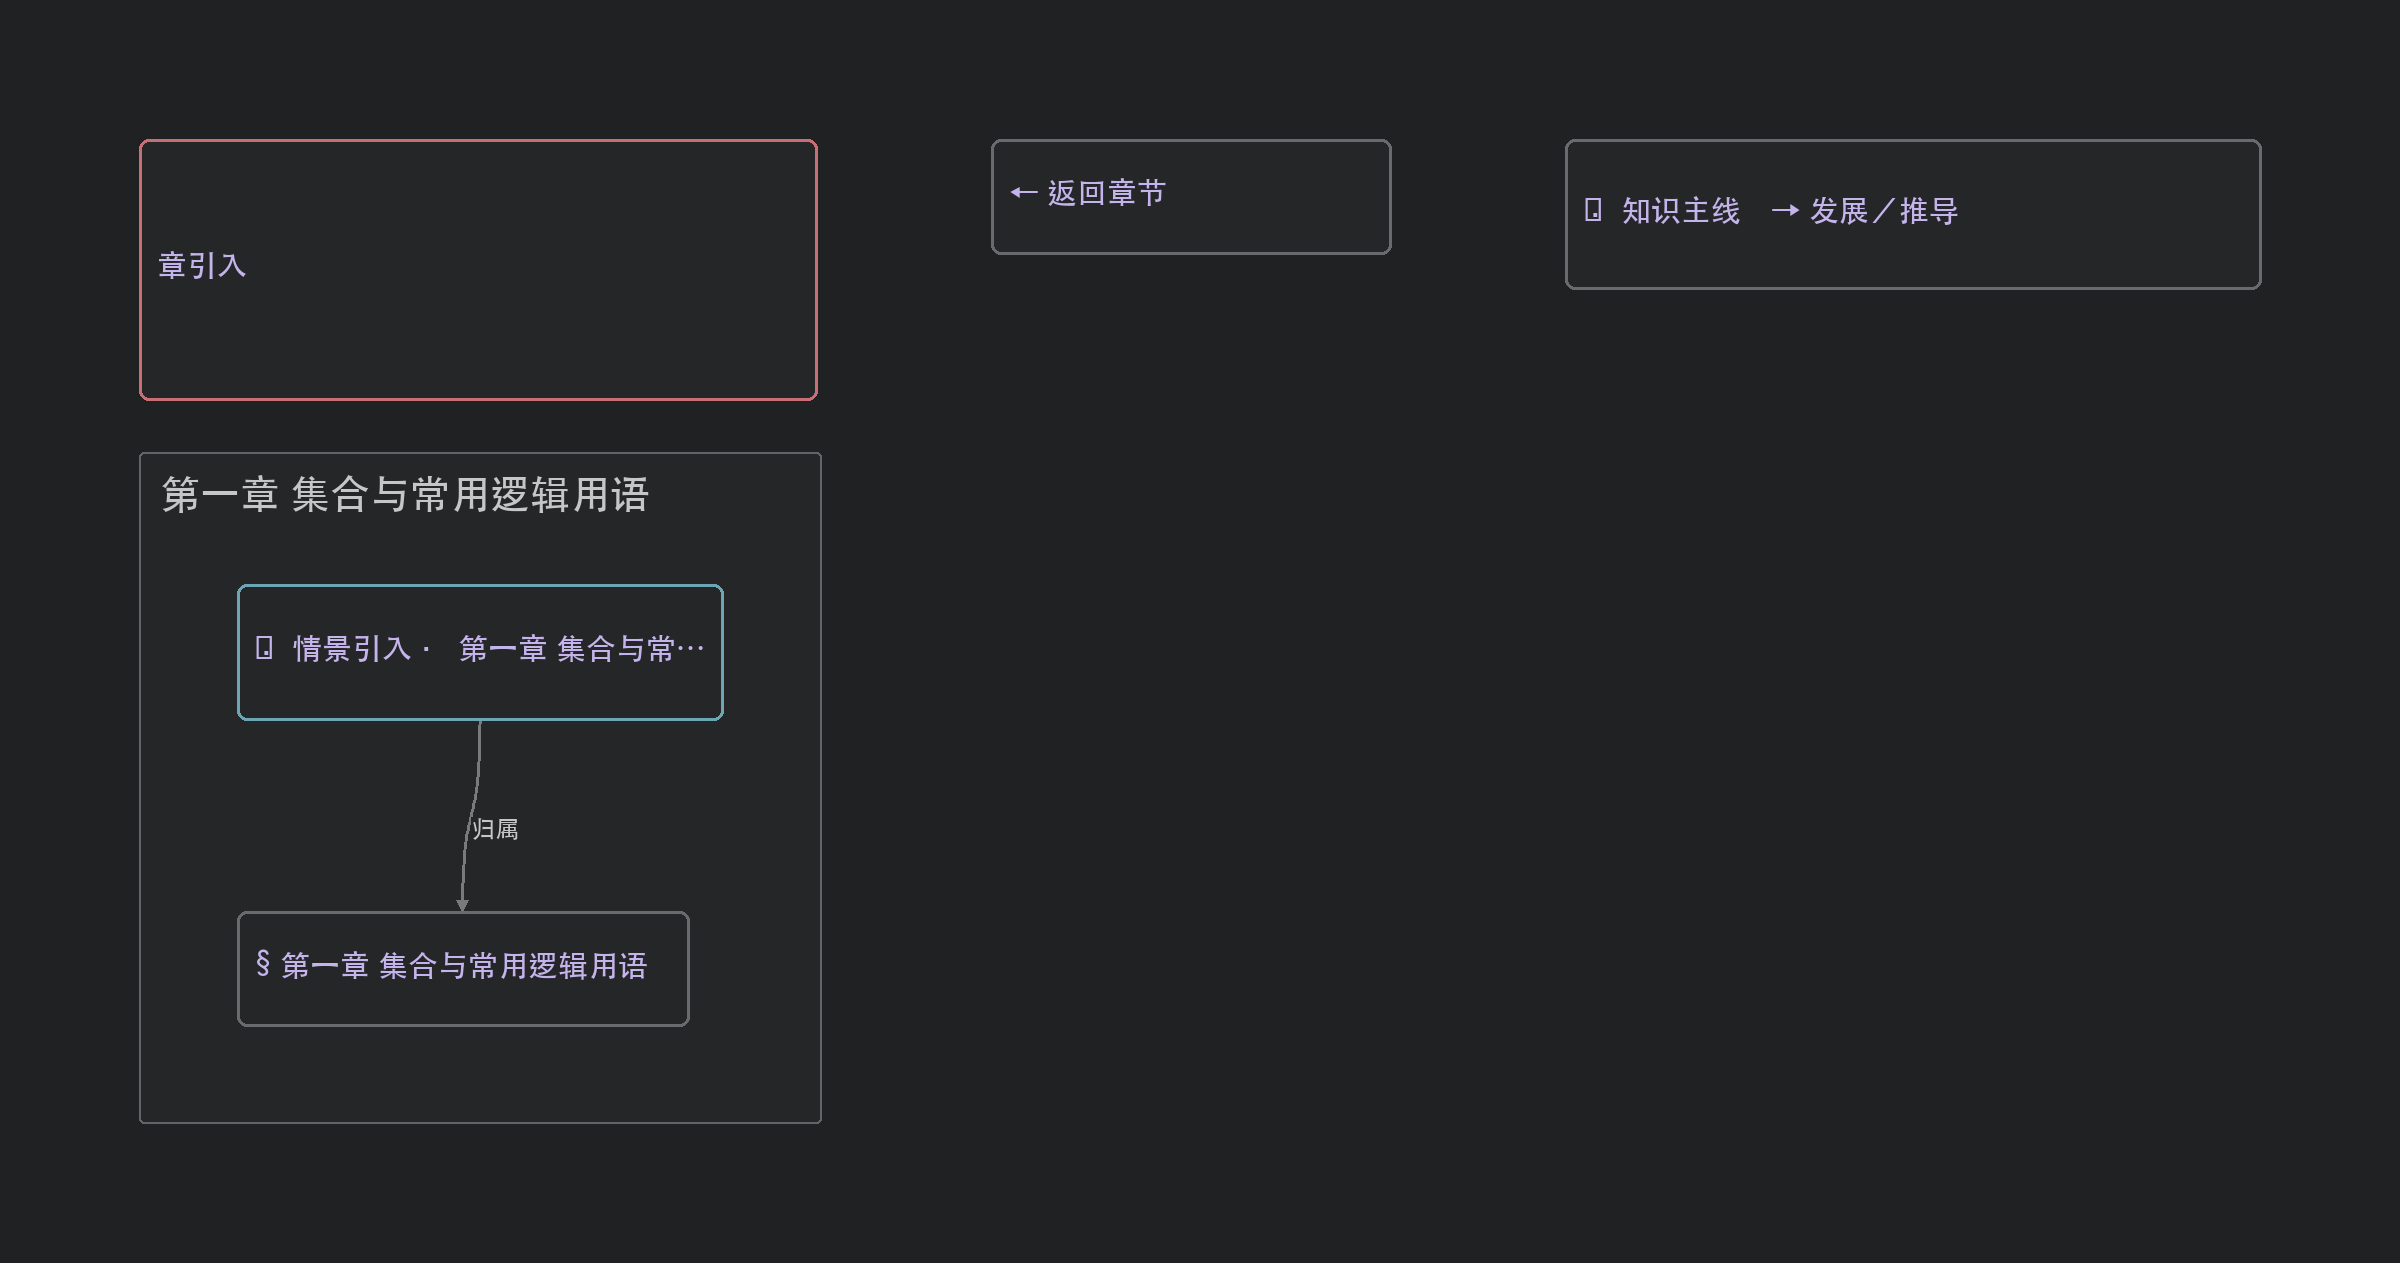 章引入
← 返回章节
知识主线 → 发展／推导
第一章 集合与常用逻辑用语
情景引入 · 第一章 集合与常…
归属
§ 第一章 集合与常用逻辑用语